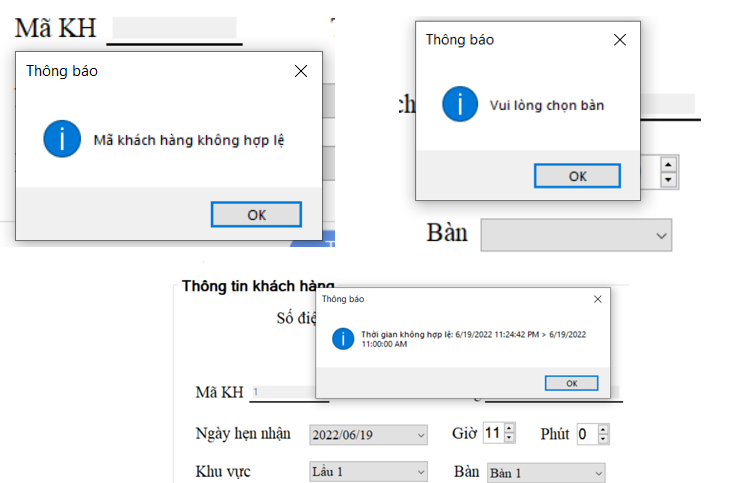 Mã KH
Thông báo
Mã khách hàng không hợp lệ
OK
Thông báo
Vui lòng chọn bàn
OK
Bàn
Thông tin khách hàng
Thông báo
Thời gian không hợp lệ: 6/19/2022 11:24:42 PM > 6/19/2022
11:00:00 AM
OK
Mã KH 1
Ngày hẹn nhận 2022/06/19 Giờ 11 Phút 0
Khu vực Lầu 1 Bàn Bàn 1